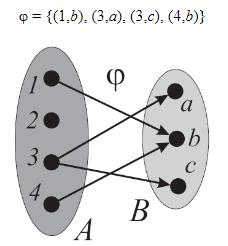 φ = {(1,b), (3,a), (3,c), (4,b)}
φ
1
a
2
b
3
c
4
A
B